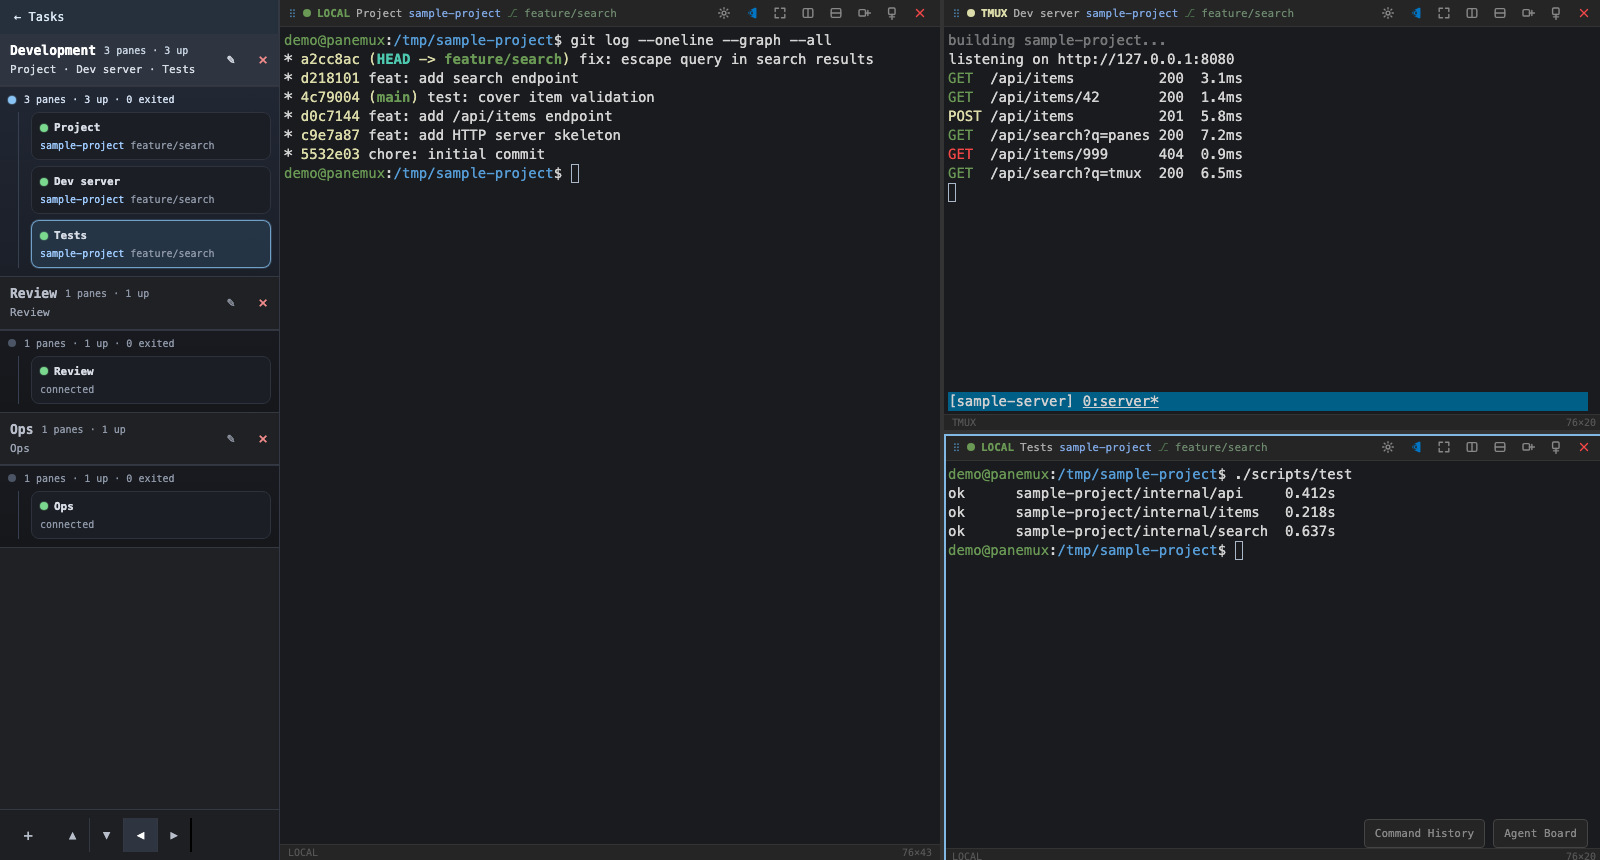 ← Tasks
Development 3 panes · 3 up
Project · Dev server · Tests
3 panes · 3 up · 0 exited
Project
sample-project feature/search
Dev server
sample-project feature/search
Tests
sample-project feature/search
Review 1 panes · 1 up
Review
1 panes · 1 up · 0 exited
Review
connected
Ops 1 panes · 1 up
Ops
1 panes · 1 up · 0 exited
Ops
connected
LOCAL Project sample-project feature/search
demo@panemux:/tmp/sample-project$ git log --oneline --graph --all
* a2cc8ac (HEAD -> feature/search) fix: escape query in search results
* d218101 feat: add search endpoint
* 4c79004 (main) test: cover item validation
* d0c7144 feat: add /api/items endpoint
* c9e7a87 feat: add HTTP server skeleton
* 5532e03 chore: initial commit
demo@panemux:/tmp/sample-project$
LOCAL 76×43
TMUX Dev server sample-project feature/search
building sample-project...
listening on http://127.0.0.1:8080
GET /api/items 200 3.1ms
GET /api/items/42 200 1.4ms
POST /api/items 201 5.8ms
GET /api/search?q=panes 200 7.2ms
GET /api/items/999 404 0.9ms
GET /api/search?q=tmux 200 6.5ms
[sample-server] 0:server*
TMUX 76×20
LOCAL Tests sample-project feature/search
demo@panemux:/tmp/sample-project$ ./scripts/test
ok sample-project/internal/api 0.412s
ok sample-project/internal/items 0.218s
ok sample-project/internal/search 0.637s
demo@panemux:/tmp/sample-project$
Command History Agent Board
LOCAL 76×20